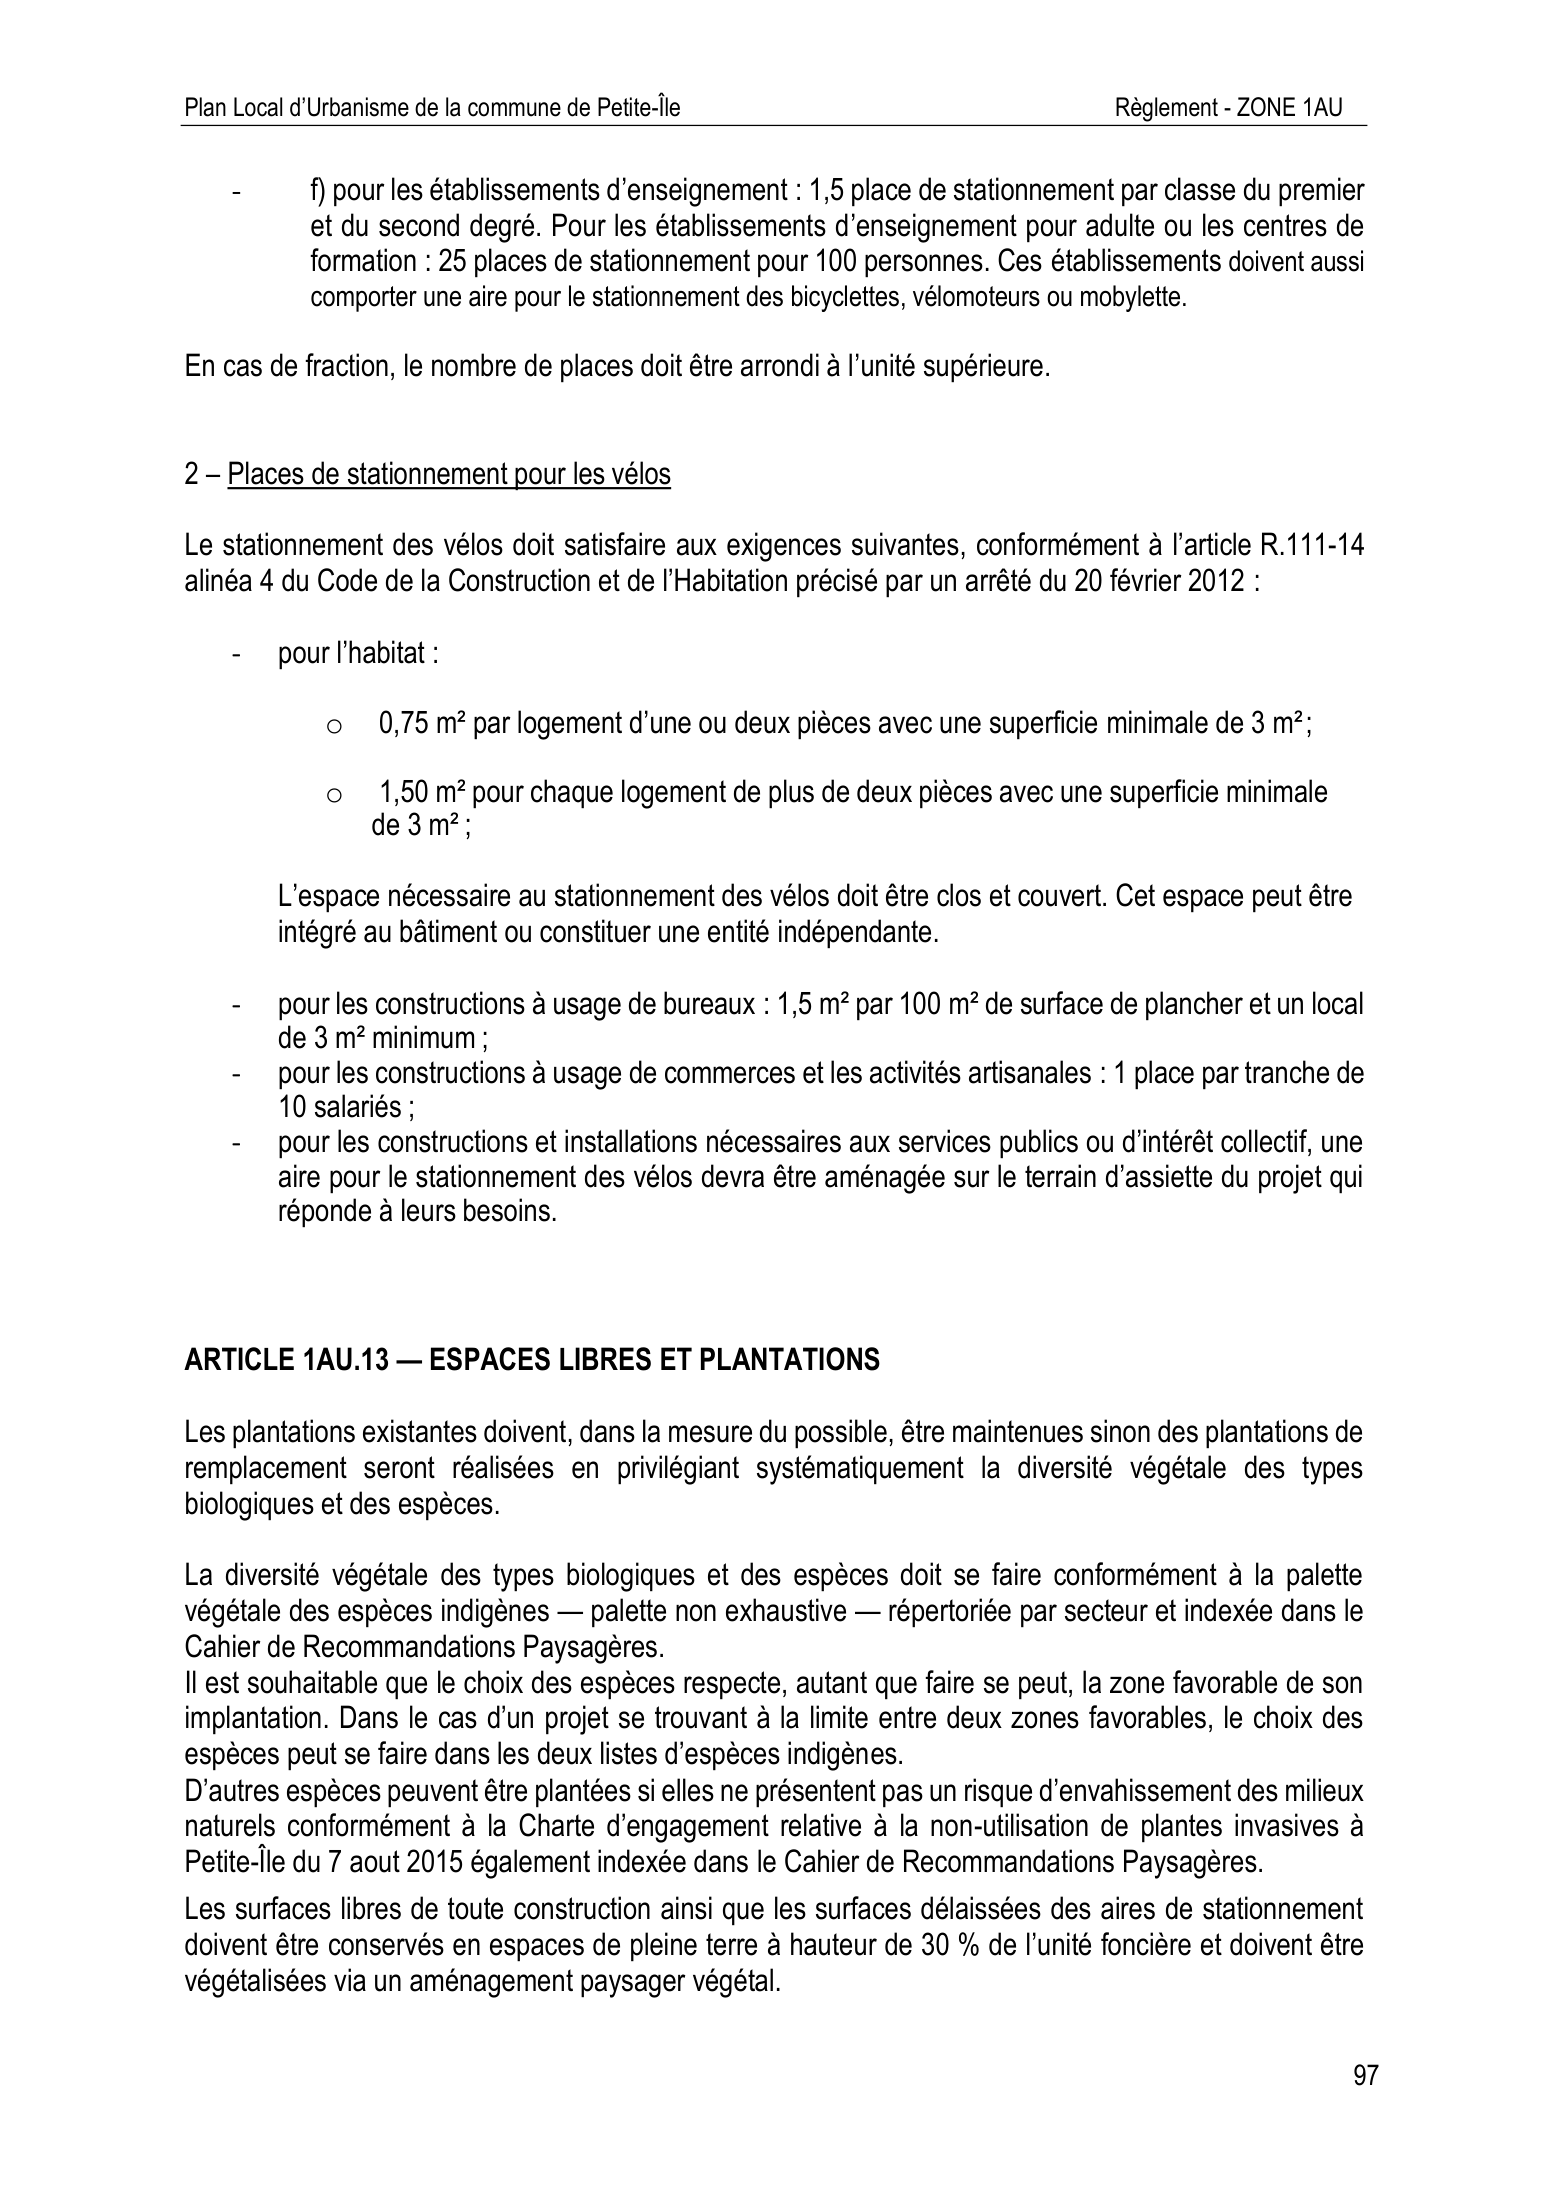 Plan Local d’Urbanisme de la commune de Petite-Île Règlement - ZONE 1AU
- f) pour les établissements d’enseignement : 1,5 place de stationnement par classe du premier
et du second degré. Pour les établissements d’enseignement pour adulte ou les centres de
formation : 25 places de stationnement pour 100 personnes. Ces établissements doivent aussi
comporter une aire pour le stationnement des bicyclettes, vélomoteurs ou mobylette.
En cas de fraction, le nombre de places doit être arrondi à l’unité supérieure.
2 – Places de stationnement pour les vélos
Le stationnement des vélos doit satisfaire aux exigences suivantes, conformément à l’article R.111-14
alinéa 4 du Code de la Construction et de l’Habitation précisé par un arrêté du 20 février 2012 :
- pour l’habitat :
o 0,75 m² par logement d’une ou deux pièces avec une superficie minimale de 3 m² ;
o 1,50 m² pour chaque logement de plus de deux pièces avec une superficie minimale
de 3 m² ;
L’espace nécessaire au stationnement des vélos doit être clos et couvert. Cet espace peut être
intégré au bâtiment ou constituer une entité indépendante.
- pour les constructions à usage de bureaux : 1,5 m² par 100 m² de surface de plancher et un local
de 3 m² minimum ;
- pour les constructions à usage de commerces et les activités artisanales : 1 place par tranche de
10 salariés ;
- pour les constructions et installations nécessaires aux services publics ou d’intérêt collectif, une
aire pour le stationnement des vélos devra être aménagée sur le terrain d’assiette du projet qui
réponde à leurs besoins.
ARTICLE 1AU.13 — ESPACES LIBRES ET PLANTATIONS
Les plantations existantes doivent, dans la mesure du possible, être maintenues sinon des plantations de
remplacement seront réalisées en privilégiant systématiquement la diversité végétale des types
biologiques et des espèces.
La diversité végétale des types biologiques et des espèces doit se faire conformément à la palette
végétale des espèces indigènes — palette non exhaustive — répertoriée par secteur et indexée dans le
Cahier de Recommandations Paysagères.
Il est souhaitable que le choix des espèces respecte, autant que faire se peut, la zone favorable de son
implantation. Dans le cas d’un projet se trouvant à la limite entre deux zones favorables, le choix des
espèces peut se faire dans les deux listes d’espèces indigènes.
D’autres espèces peuvent être plantées si elles ne présentent pas un risque d’envahissement des milieux
naturels conformément à la Charte d’engagement relative à la non-utilisation de plantes invasives à
Petite-Île du 7 aout 2015 également indexée dans le Cahier de Recommandations Paysagères.
Les surfaces libres de toute construction ainsi que les surfaces délaissées des aires de stationnement
doivent être conservés en espaces de pleine terre à hauteur de 30 % de l’unité foncière et doivent être
végétalisées via un aménagement paysager végétal.
97